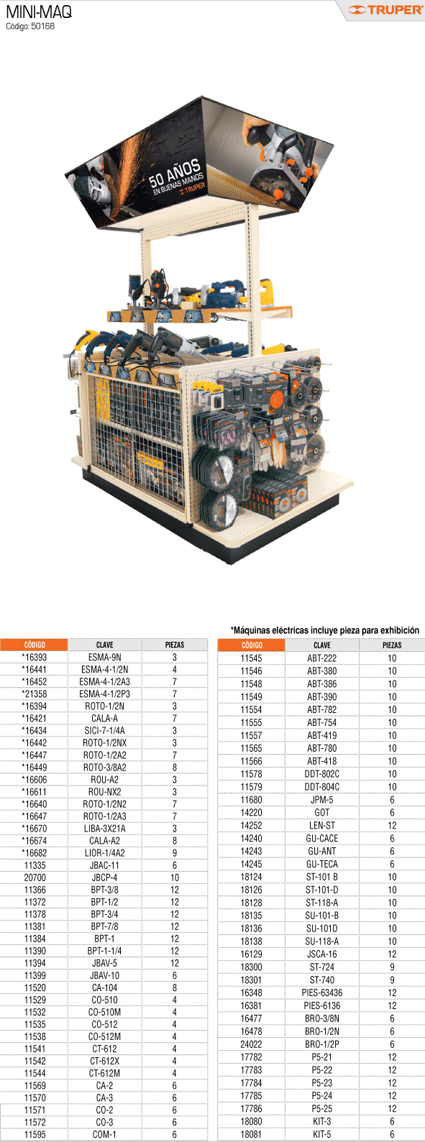 MINI-MAQ
Código: 50168
TRUPER
50 AÑOS
EN BUENAS MANOS
TRUPER
*Máquinas eléctricas incluye pieza para exhibición
CÓDIGO CLAVE PIEZAS
*16393 ESMA-9N 3
*16441 ESMA-4-1/2N 4
*16452 ESMA-4-1/2A3 7
*21358 ESMA-4-1/2P3 7
*16394 ROTO-1/2N 3
*16421 CALA-A 7
*16434 SICI-7-1/4A 3
*16442 ROTO-1/2NX 3
*16447 ROTO-1/2A2 7
*16449 ROTO-3/8A2 8
*16606 ROU-A2 3
*16611 ROU-NX2 3
*16640 ROTO-1/2N2 7
*16647 ROTO-1/2A3 7
*16670 LIBA-3X21A 3
*16674 CALA-A2 8
*16682 LIOR-1/4A2 9
11335 JBAC-11 6
20700 JBCP-4 10
11366 BPT-3/8 12
11372 BPT-1/2 12
11378 BPT-3/4 12
11381 BPT-7/8 12
11384 BPT-1 12
11390 BPT-1-1/4 12
11394 JBAV-5 12
11399 JBAV-10 6
11520 CA-104 8
11529 CO-510 4
11532 CO-510M 4
11535 CO-512 4
11538 CO-512M 4
11541 CT-612 4
11542 CT-612X 4
11544 CT-612M 4
11569 CA-2 6
11570 CA-3 6
11571 CO-2 6
11572 CO-3 6
11595 COM-1 6
CÓDIGO CLAVE PIEZAS
11545 ABT-222 10
11546 ABT-380 10
11548 ABT-386 10
11549 ABT-390 10
11554 ABT-782 10
11555 ABT-754 10
11557 ABT-419 10
11565 ABT-780 10
11566 ABT-418 10
11578 DDT-802C 10
11579 DDT-804C 10
11680 JPM-5 6
14220 GOT 6
14252 LEN-ST 12
14240 GU-CACE 6
14243 GU-ANT 6
14245 GU-TECA 6
18124 ST-101 B 10
18126 ST-101-D 10
18128 ST-118-A 10
18135 SU-101-B 10
18136 SU-101D 10
18138 SU-118-A 10
16129 JSCA-16 12
18300 ST-724 9
18301 ST-740 9
16348 PIES-63436 12
16381 PIES-6136 12
16477 BRO-3/8N 6
16478 BRO-1/2N 6
24022 BRO-1/2P 6
17782 P5-21 12
17783 P5-22 12
17784 P5-23 12
17785 P5-24 12
17786 P5-25 12
18080 KIT-3 6
18081 KIT-5 6